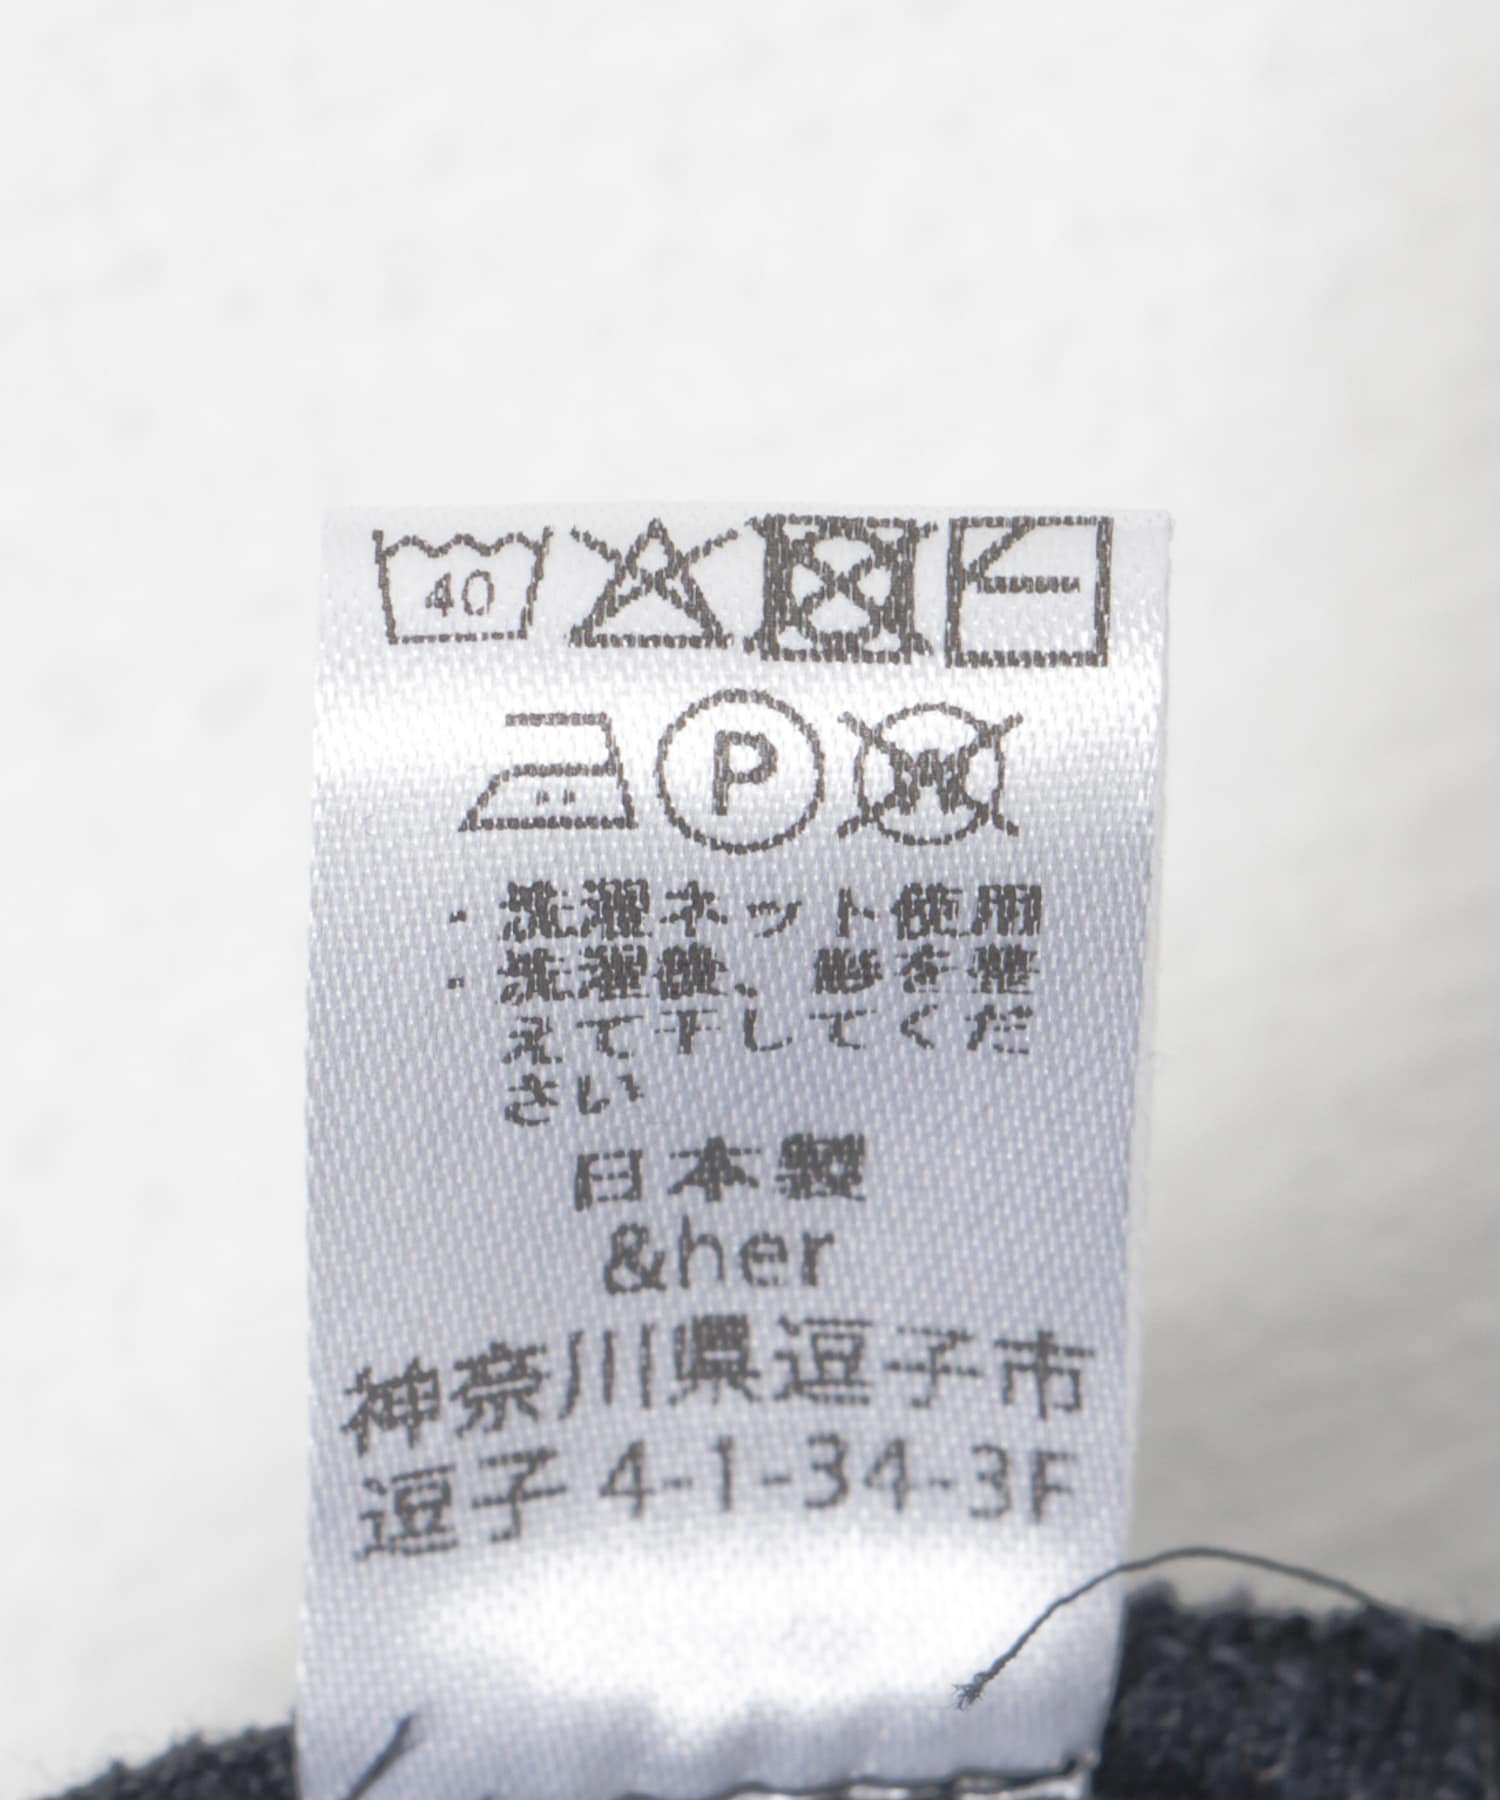 40
P
W
・洗濯ネット使用
・洗濯後、形を整
えて干してくだ
さい
日本製
&her
神奈川県逗子市
逗子 4-1-34-3F